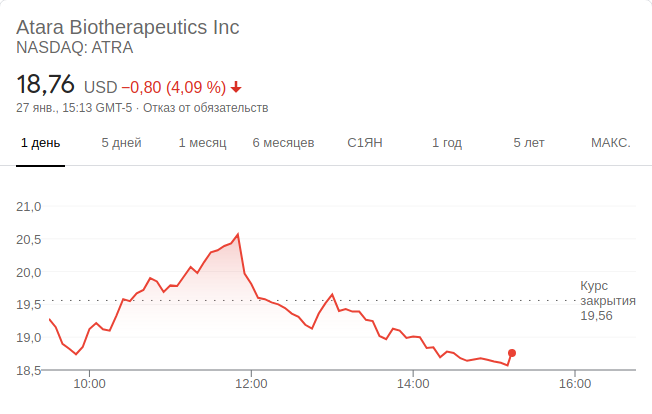 Atara Biotherapeutics Inc
NASDAQ: ATRA
18,76 USD −0,80 (4,09 %)
27 янв., 15:13 GMT-5 · Отказ от обязательств
1 день 5 дней 1 месяц 6 месяцев С1ЯН 1 год 5 лет МАКС.
21,0
20,5
20,0
19,5
19,0
18,5
Курс
закрытия
19,56
10:00 12:00 14:00 16:00